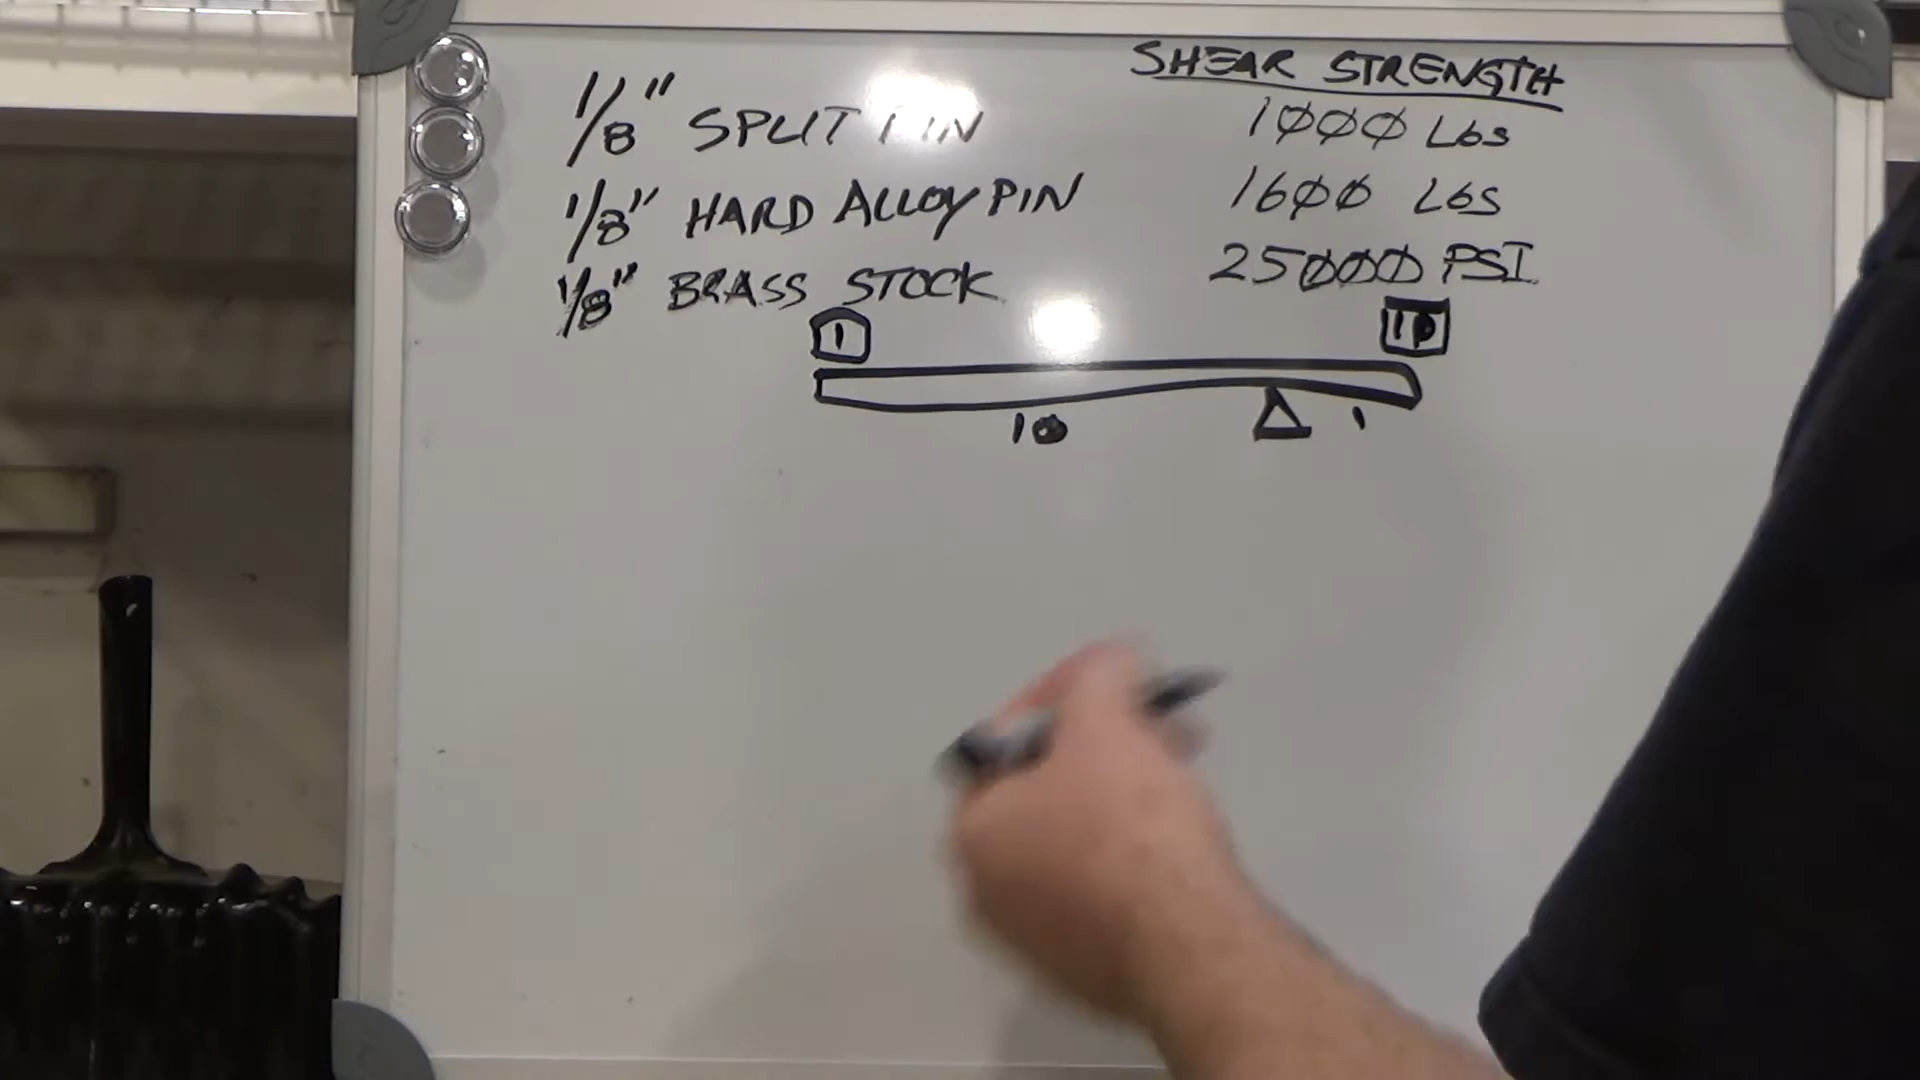 SHEAR STRENGTH
1/8" SPLIT PIN 1000 Lbs
1/8" HARD ALLOY PIN 1600 Lbs
1/8" BRASS STOCK 25000 PSI
1 10
10 1